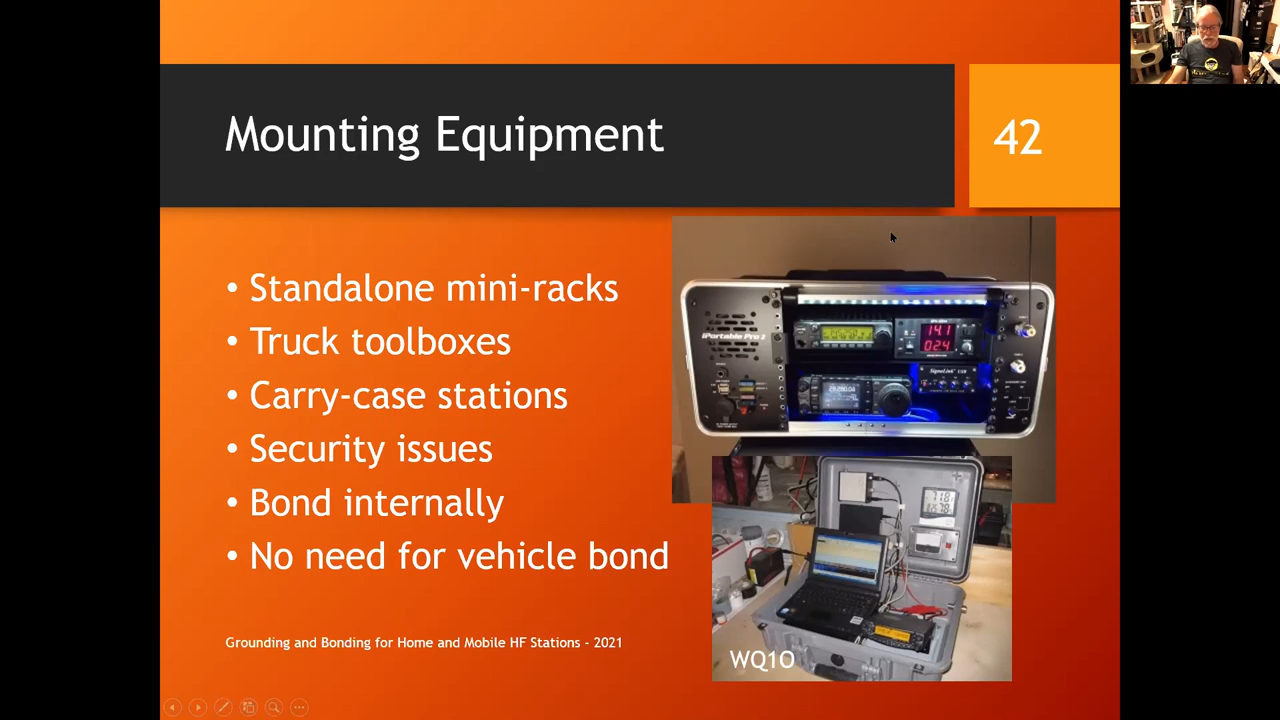 Mounting Equipment
42
• Standalone mini-racks
• Truck toolboxes
• Carry-case stations
• Security issues
• Bond internally
• No need for vehicle bond
Grounding and Bonding for Home and Mobile HF Stations - 2021
iPortable Pro 2
14.1
02.4
SignaLink USB
WQ1O